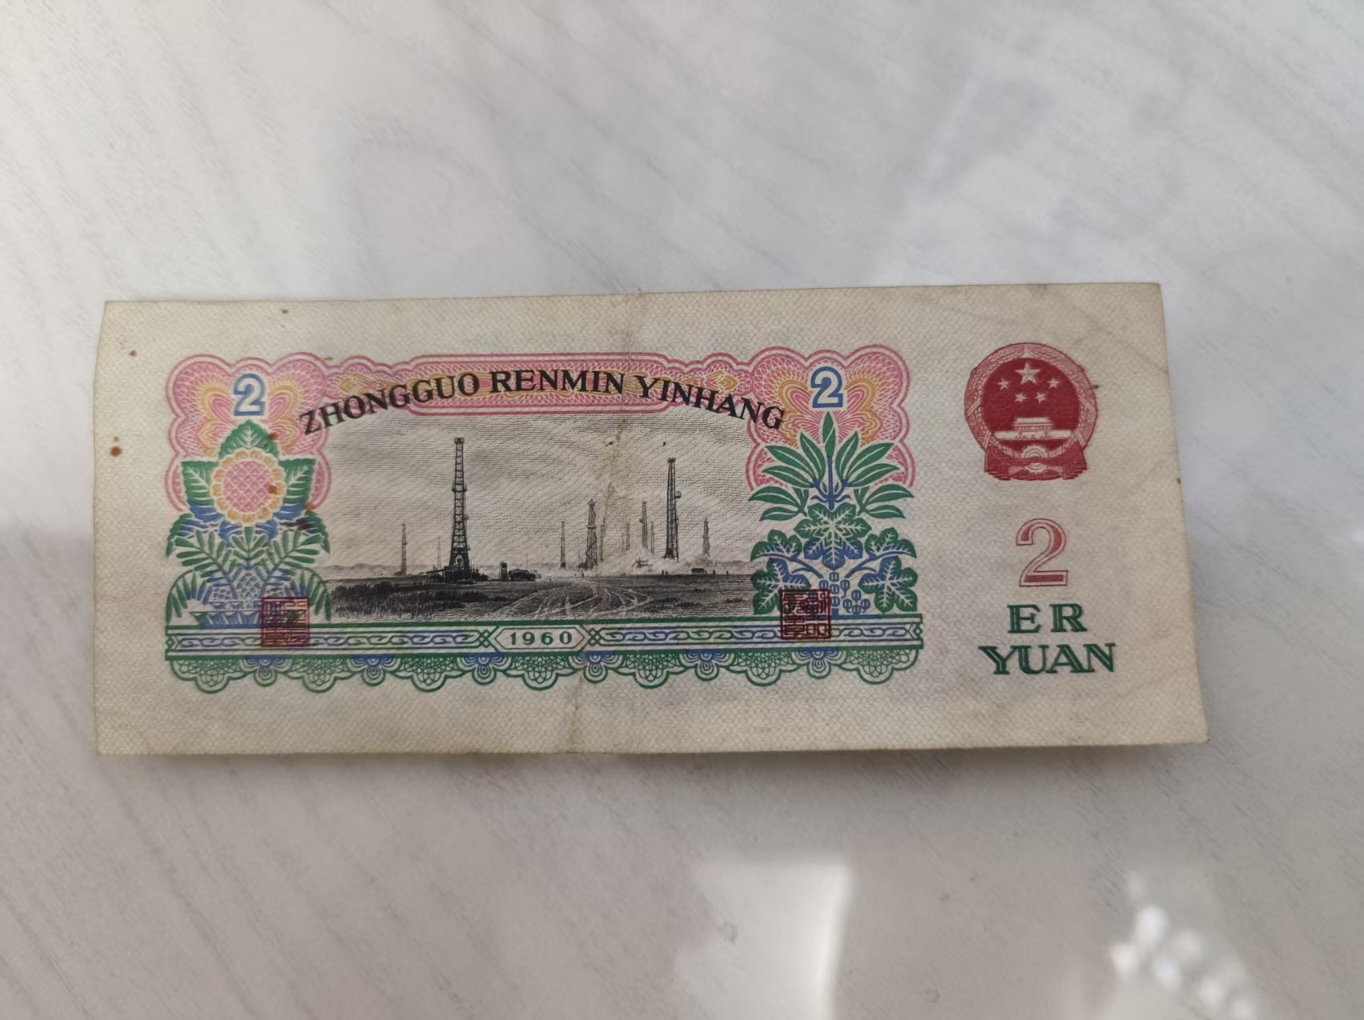 2
2
ZHONGGUO RENMIN YINHANG
1960
2
ER
YUAN